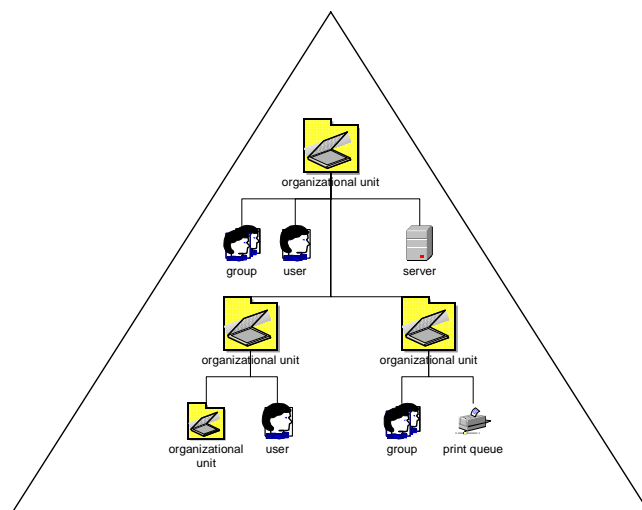 organizational unit
group
user
server
organizational unit
organizational unit
organizational
unit
user
group
print queue